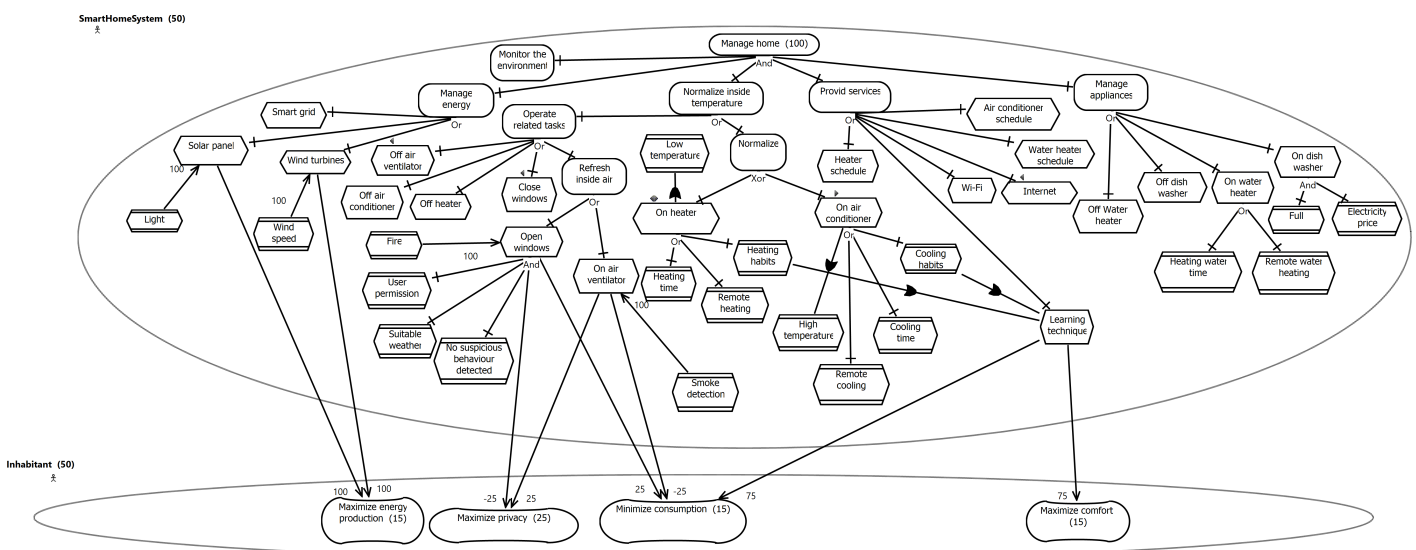 SmartHomeSystem (50)
Manage home (100)
And
Monitor the
environment
Manage
energy
Or
Normalize inside
temperature
Or
Provid services
Or
Manage
appliances
Or
Smart grid
Operate
related tasks
Or
Air conditioner
schedule
Solar panel
100
Wind turbines
100
Off air
ventilator
Refresh
inside air
Or
Low
temperature
Normalize
Xor
Heater
schedule
Water heater
schedule
On dish
washer
And
Off air
conditioner
Off heater
Close
windows
Wi-Fi
Internet
Off dish
washer
On water
heater
Or
Light
Wind
speed
On heater
Or
On air
conditioner
Or
Off Water
heater
Full
Electricity
price
Fire
100
Open
windows
And
Heating
habits
Cooling
habits
User
permission
On air
ventilator
100
Heating
time
Remote
heating
Heating water
time
Remote water
heating
Suitable
weather
No suspicious
behaviour
detected
High
temperature
Cooling
time
Learning
technique
Smoke
detection
Remote
cooling
Inhabitant (50)
100
100
-25
25
25
-25
75
75
Maximize energy
production (15)
Maximize privacy (25)
Minimize consumption (15)
Maximize comfort
(15)